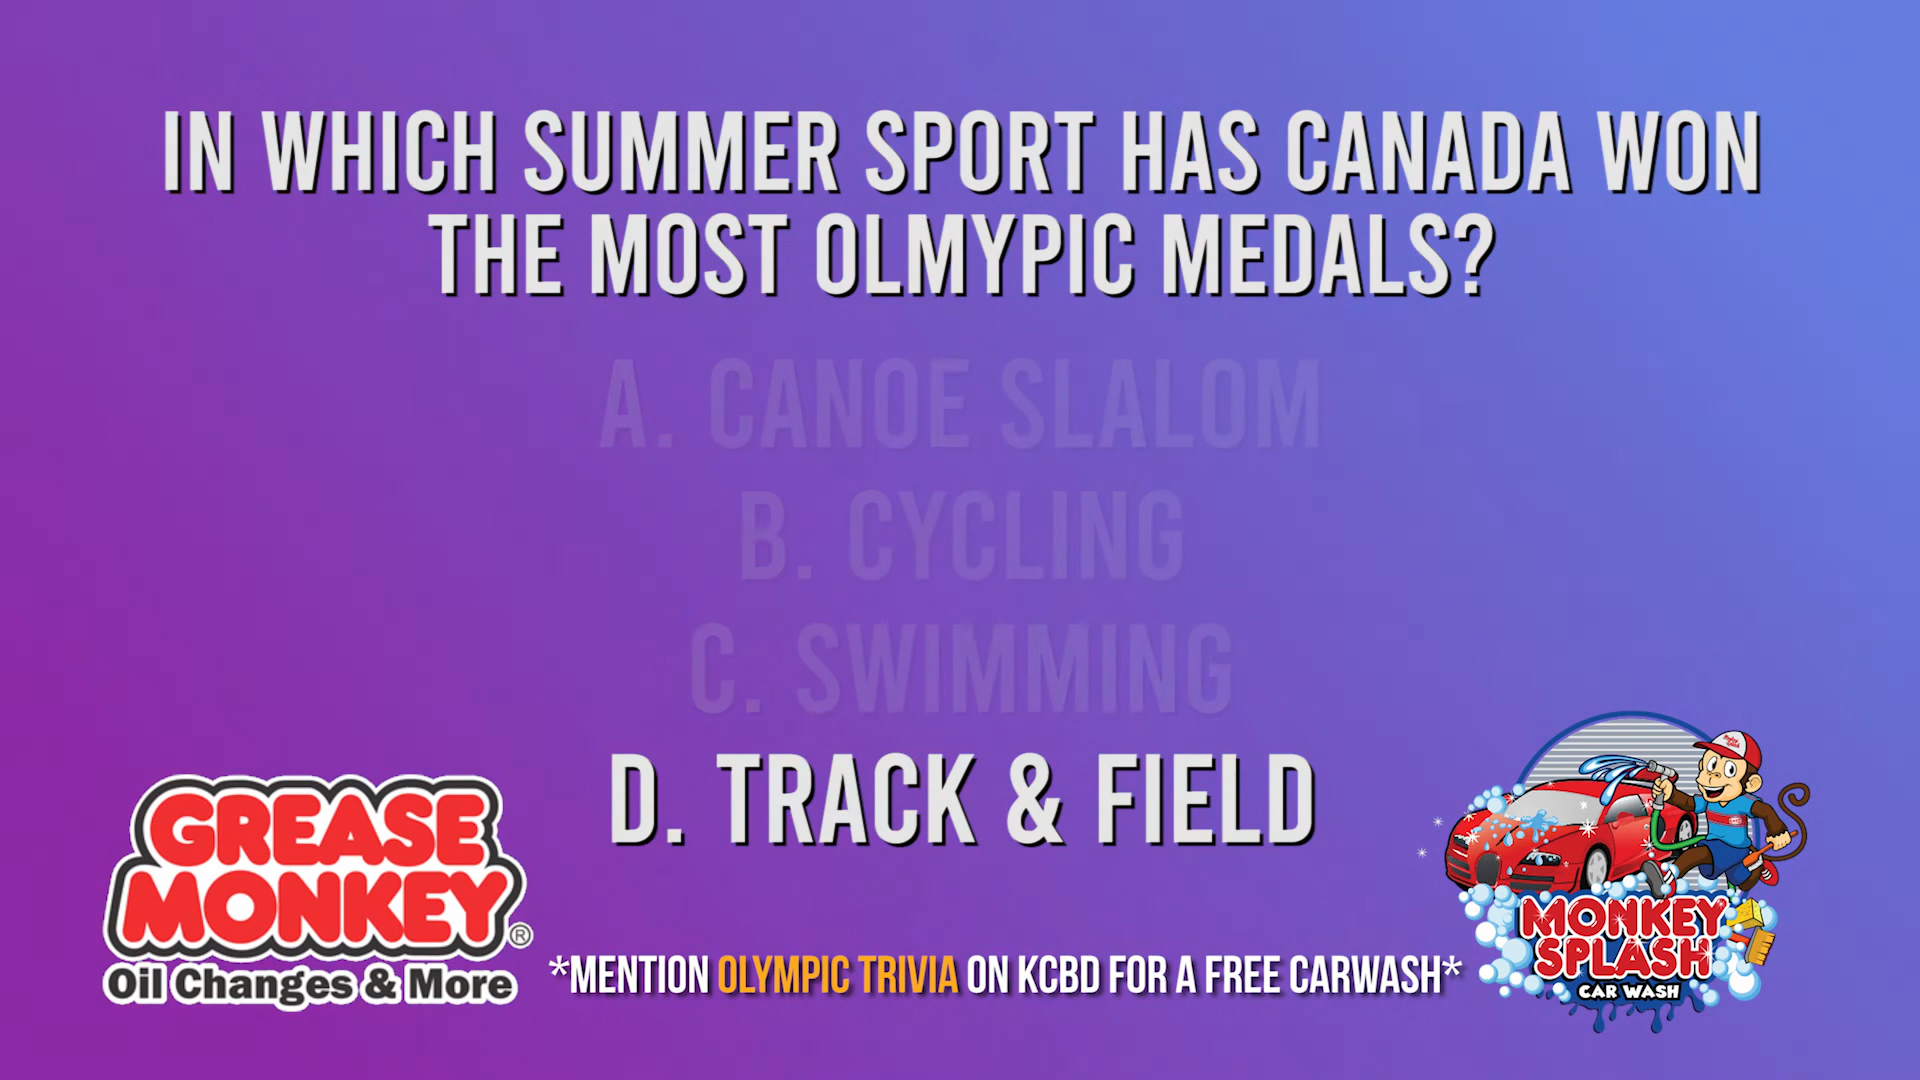 IN WHICH SUMMER SPORT HAS CANADA WON
THE MOST OLMYPIC MEDALS?
A. CANOE SLALOM
B. CYCLING
C. SWIMMING
D. TRACK & FIELD
GREASE
MONKEY®
Oil Changes & More
*MENTION OLYMPIC TRIVIA ON KCBD FOR A FREE CARWASH*
MONKEY
SPLASH
CAR WASH